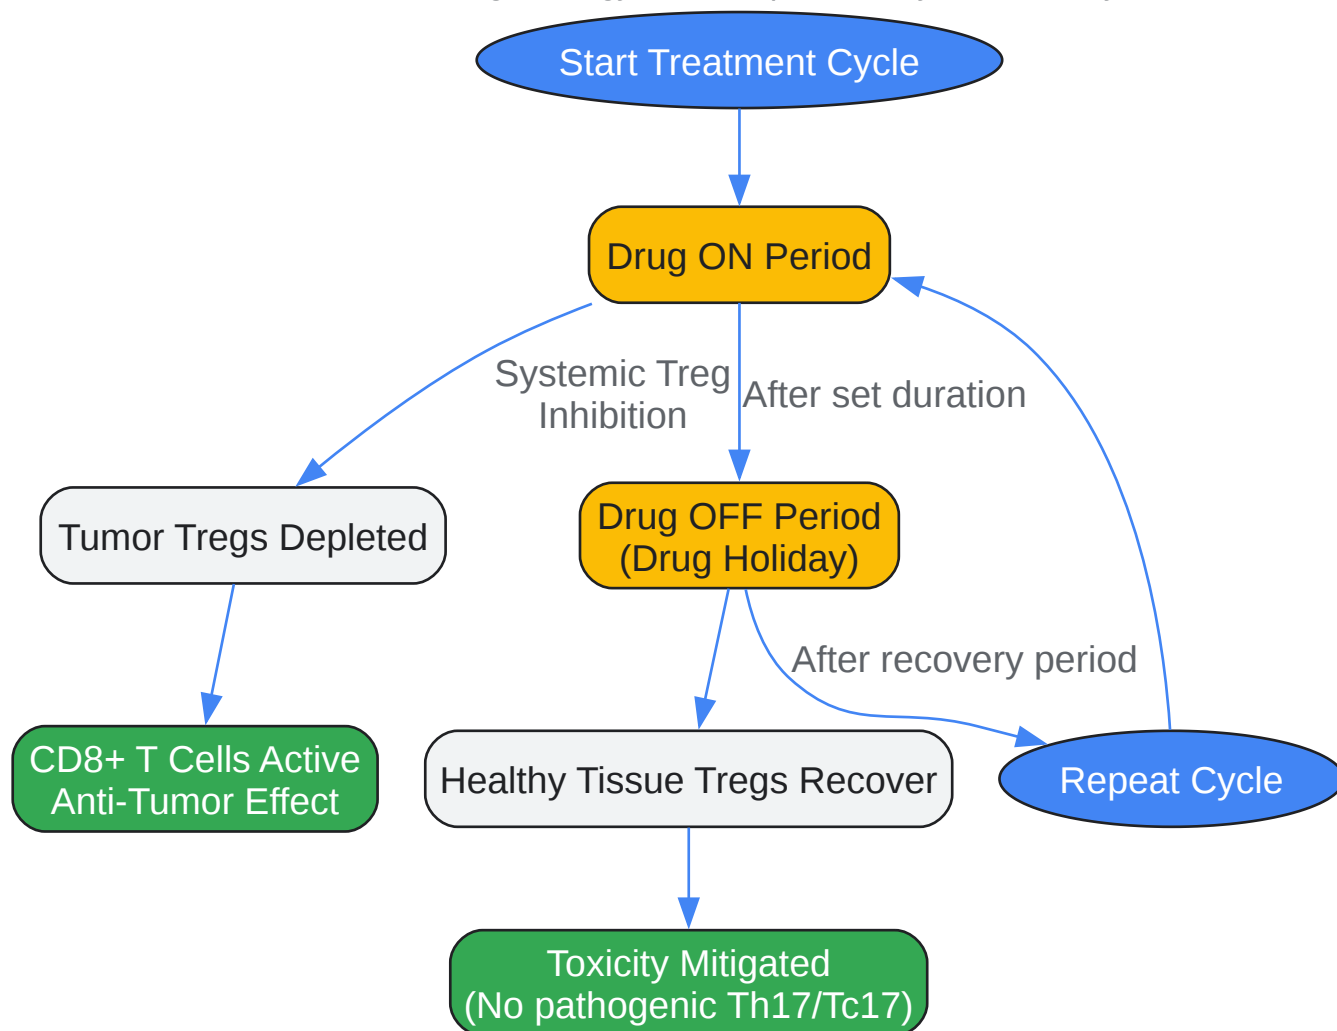 Start Treatment Cycle
Drug ON Period
Systemic Treg
Inhibition
After set duration
Tumor Tregs Depleted
Drug OFF Period
(Drug Holiday)
After recovery period
CD8+ T Cells Active
Anti-Tumor Effect
Healthy Tissue Tregs Recover
Repeat Cycle
Toxicity Mitigated
(No pathogenic Th17/Tc17)